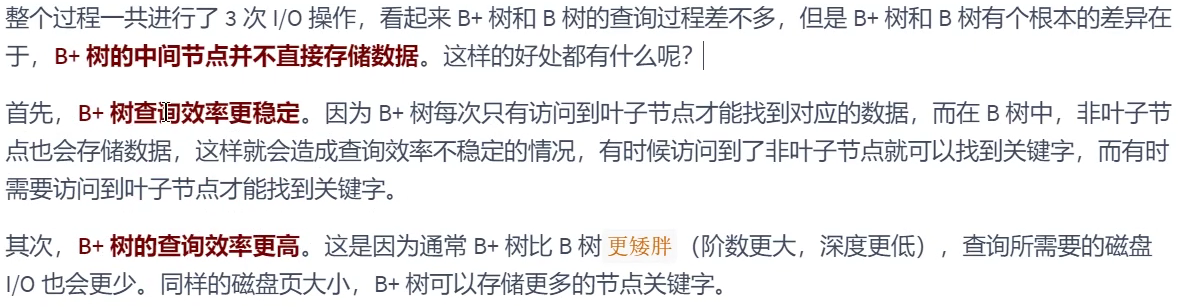 整个过程一共进行了 3 次 I/O 操作，看起来 B+ 树和 B 树的查询过程差不多，但是 B+ 树和 B 树有个根本的差异在
于，B+ 树的中间节点并不直接存储数据。这样的好处都有什么呢？
首先，B+ 树查询效率更稳定。因为 B+ 树每次只有访问到叶子节点才能找到对应的数据，而在 B 树中，非叶子节
点也会存储数据，这样就会造成查询效率不稳定的情况，有时候访问到了非叶子节点就可以找到关键字，而有时
需要访问到叶子节点才能找到关键字。
其次，B+ 树的查询效率更高。这是因为通常 B+ 树比 B 树 更矮胖 （阶数更大，深度更低），查询所需要的磁盘
I/O 也会更少。同样的磁盘页大小，B+ 树可以存储更多的节点关键字。